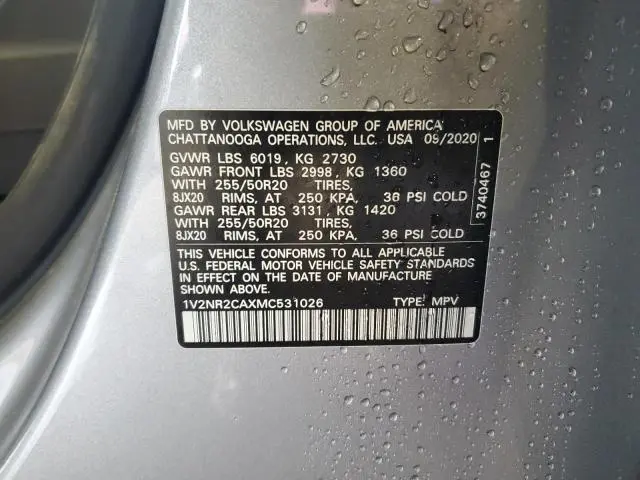 MFD BY VOLKSWAGEN GROUP OF AMERICA
CHATTANOOGA OPERATIONS, LLC. USA 09/2020
GVWR LBS 6019, KG 2730
GAWR FRONT LBS 2998, KG 1360
WITH 255/50R20 TIRES,
8JX20 RIMS, AT 250 KPA, 36 PSI COLD
GAWR REAR LBS 3131, KG 1420
WITH 255/50R20 TIRES,
8JX20 RIMS, AT 250 KPA, 36 PSI COLD
THIS VEHICLE CONFORMS TO ALL APPLICABLE
U.S. FEDERAL MOTOR VEHICLE SAFETY STANDARDS
IN EFFECT ON THE DATE OF MANUFACTURE
SHOWN ABOVE.
1V2NR2CAXMC531026 TYPE: MPV
3740467 1